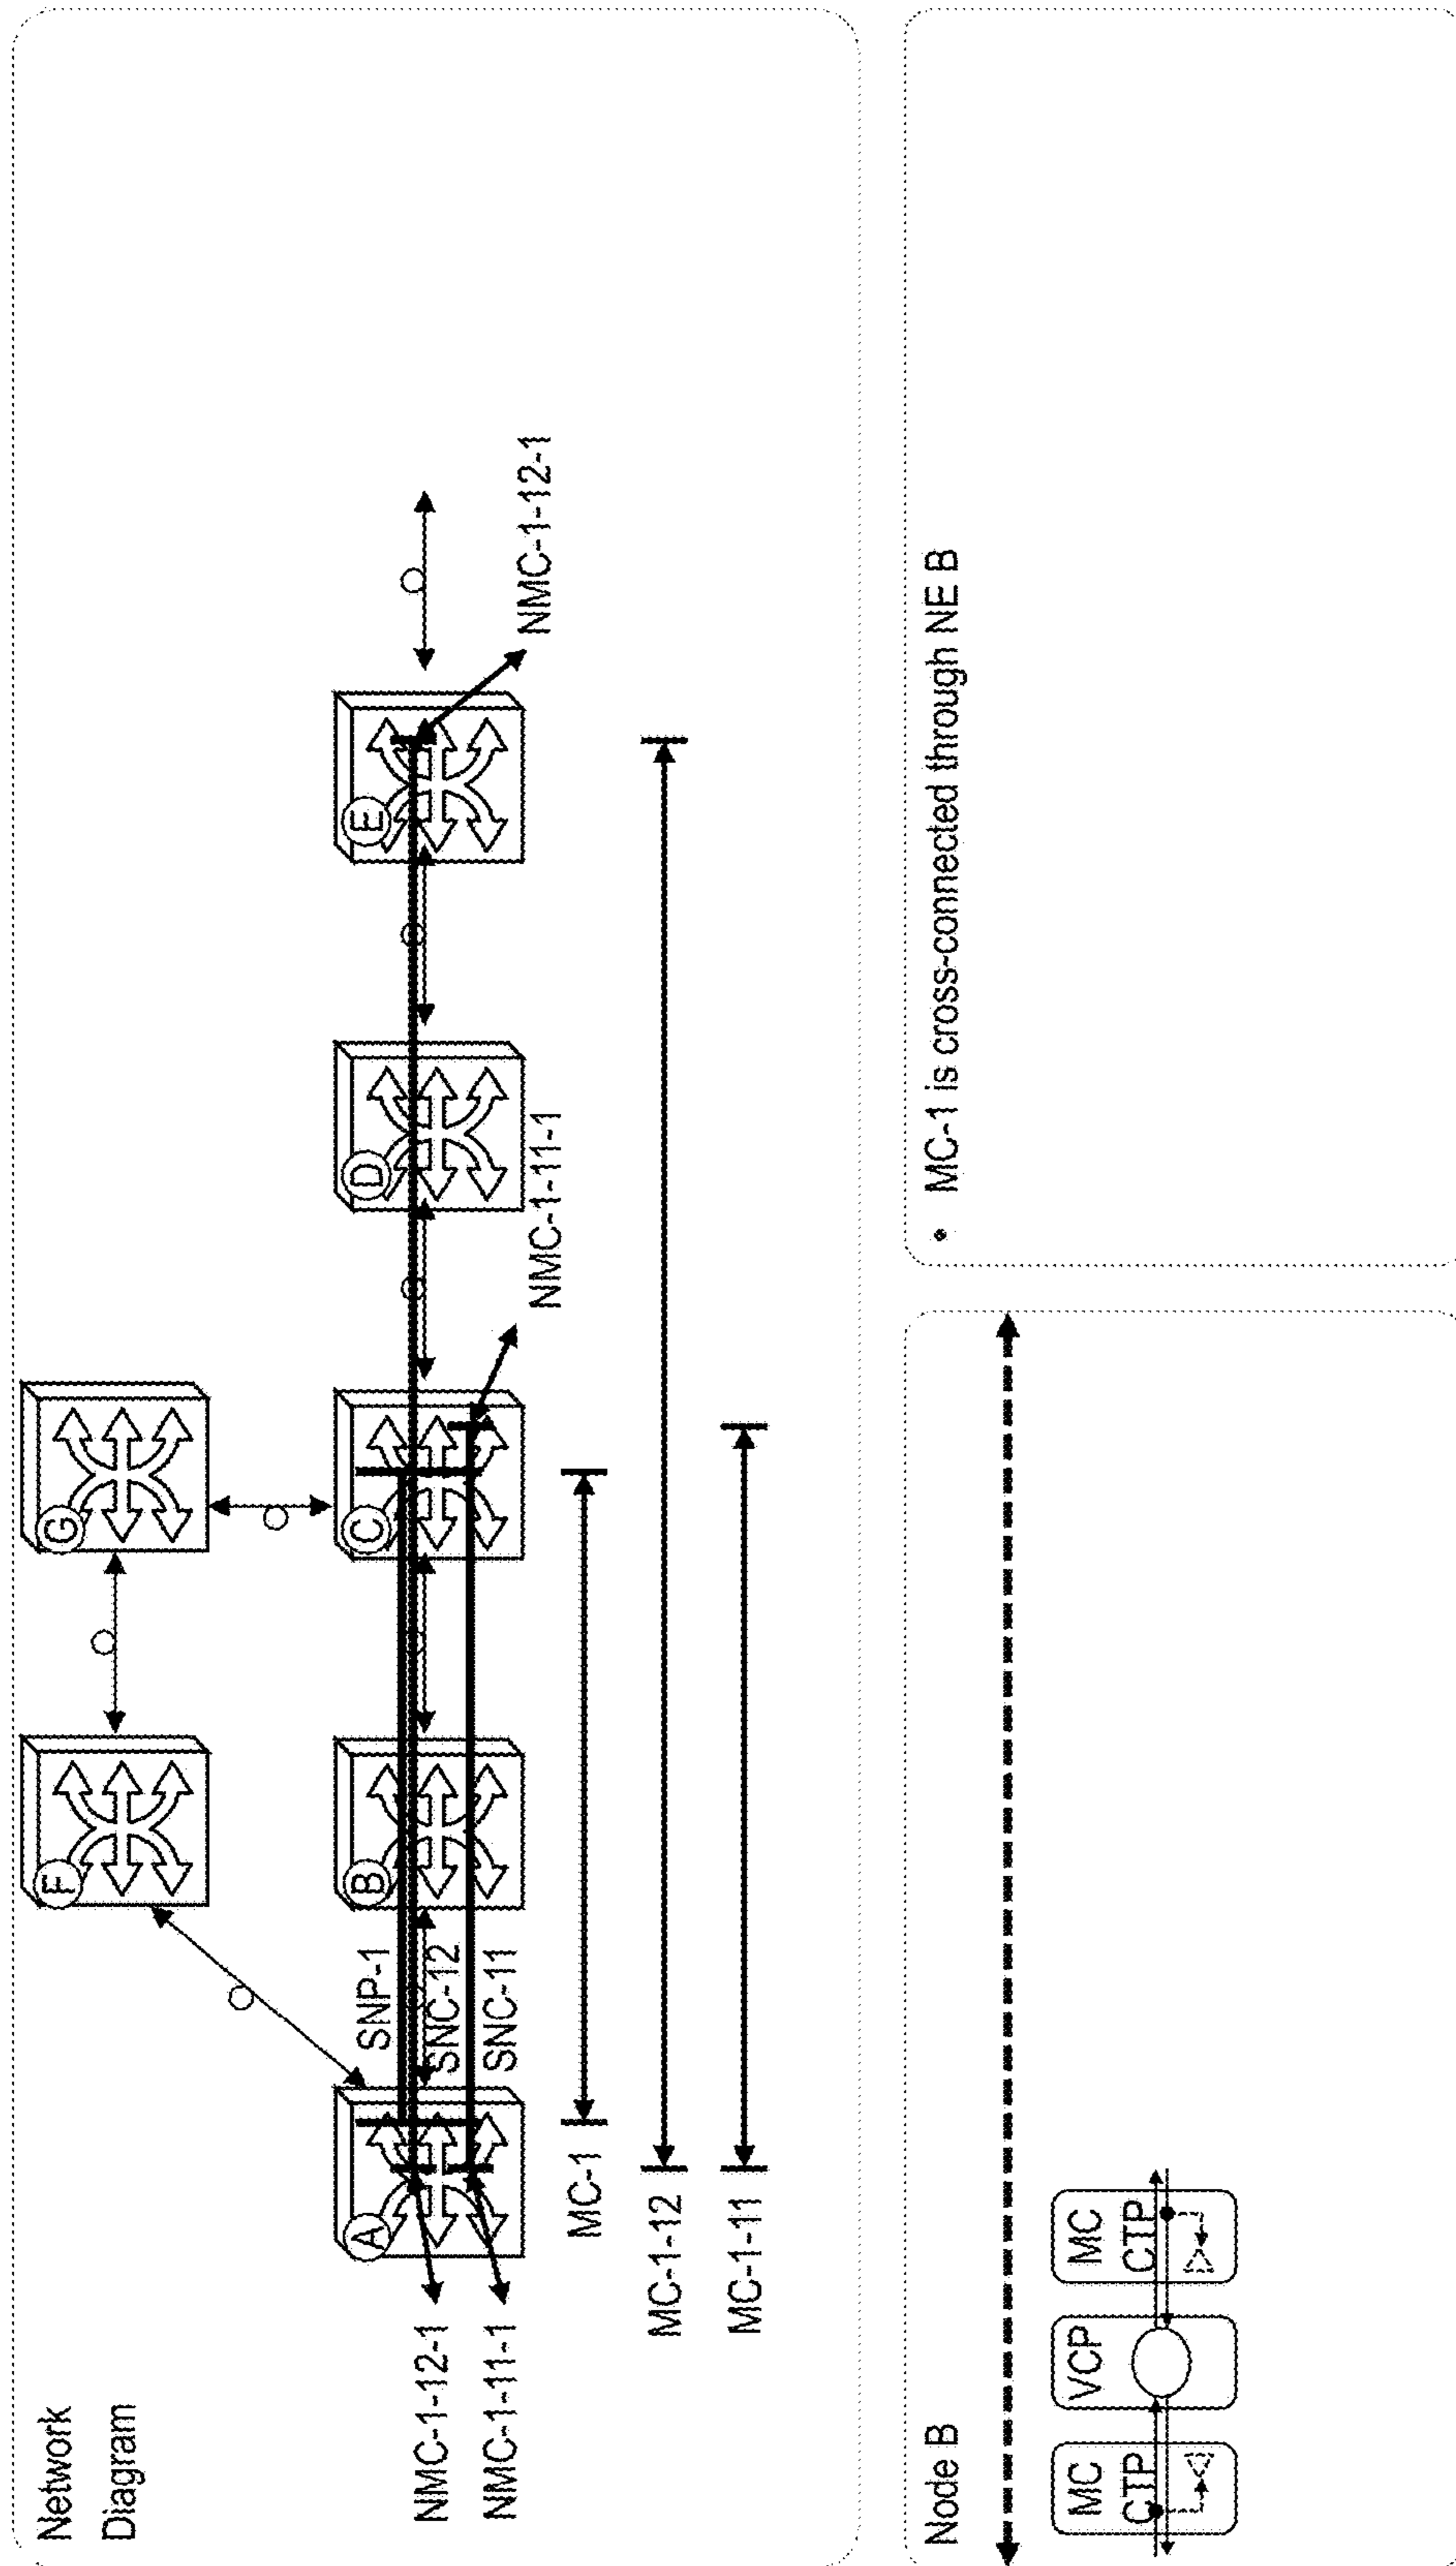 Network
Diagram
F
G
SNP-1
A
B
C
D
E
SNC-12
SNC-11
NMC-1-12-1
NMC-1-11-1
NMC-1-11-1
NMC-1-12-1
MC-1
MC-1-12
MC-1-11
Node B
MC
CTP
VCP
MC
CTP
• MC-1 is cross-connected through NE B